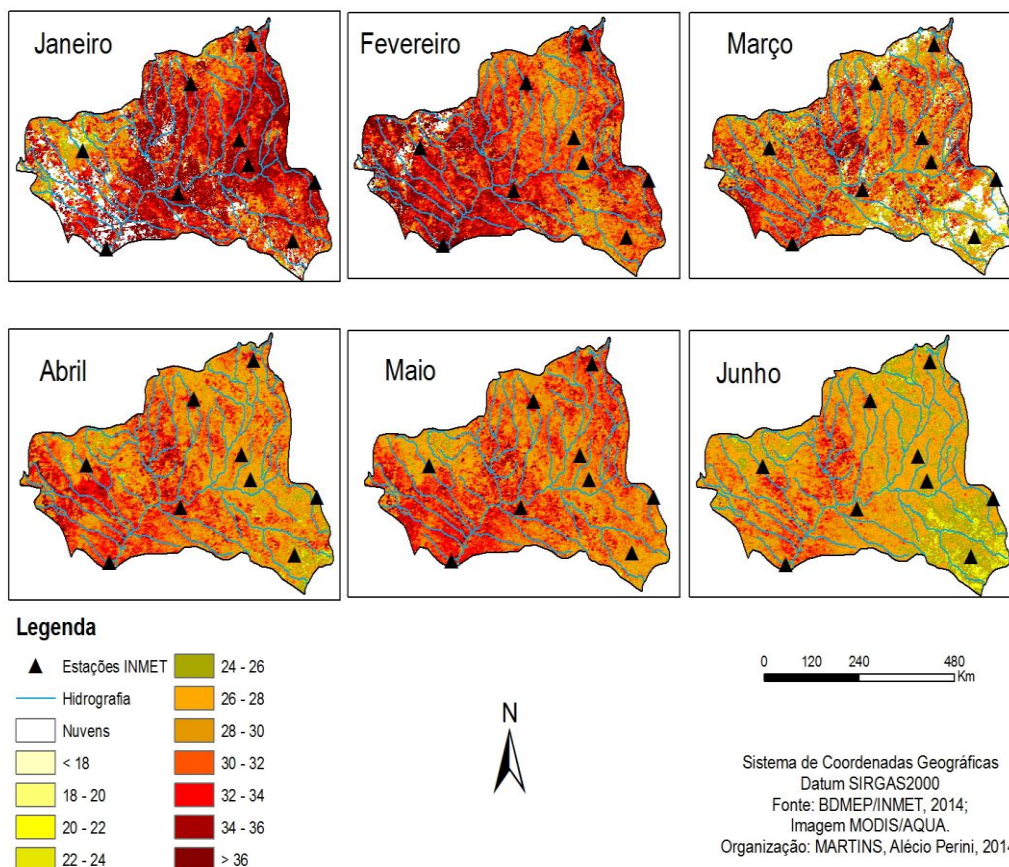 Janeiro
Fevereiro
Março
Abril
Maio
Junho
Legenda
Estações INMET
Hidrografia
Nuvens
< 18
18 - 20
20 - 22
22 - 24
24 - 26
26 - 28
28 - 30
30 - 32
32 - 34
34 - 36
> 36
N
0 120 240 480
Km
Sistema de Coordenadas Geográficas
Datum SIRGAS2000
Fonte: BDMEP/INMET, 2014;
Imagem MODIS/AQUA.
Organização: MARTINS, Alécio Perini, 2014